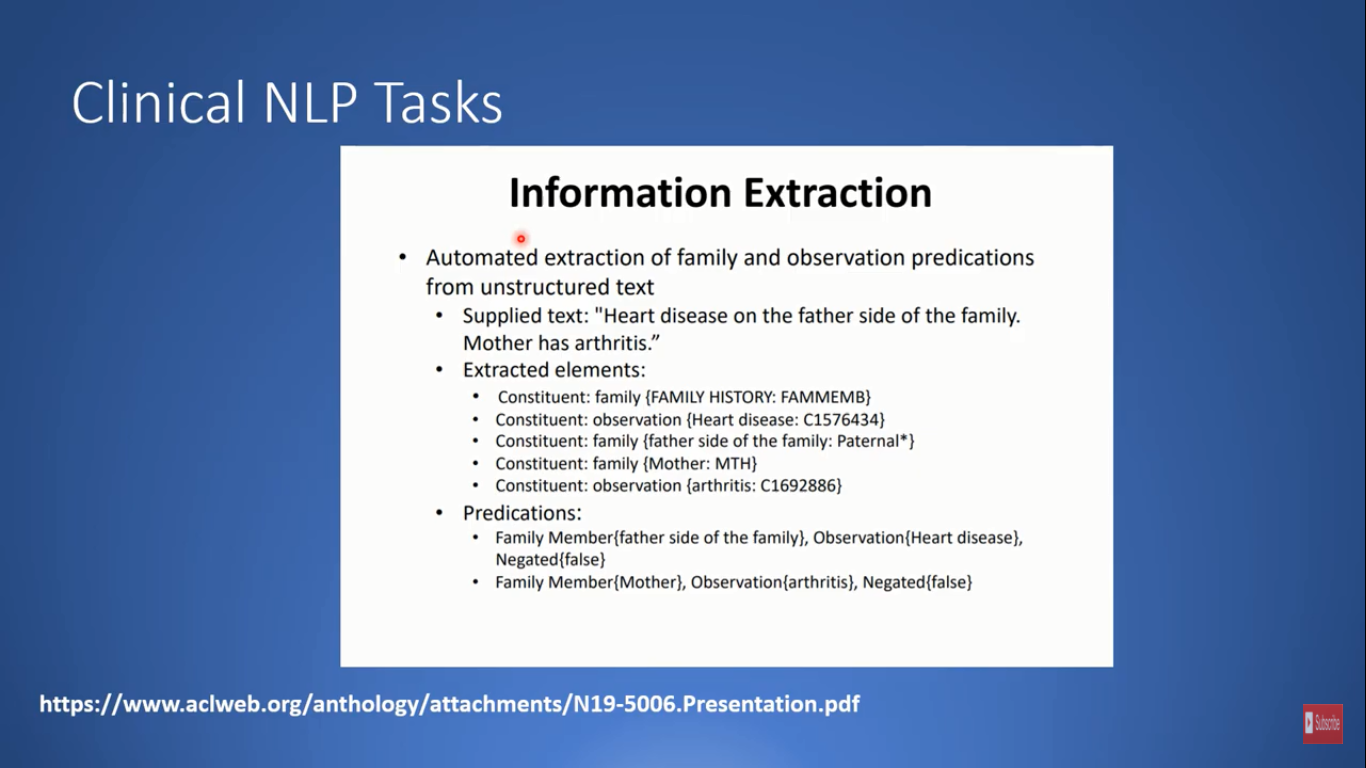 Clinical NLP Tasks
Information Extraction
• Automated extraction of family and observation predications
from unstructured text
• Supplied text: "Heart disease on the father side of the family.
Mother has arthritis.”
• Extracted elements:
• Constituent: family {FAMILY HISTORY: FAMMEMB}
• Constituent: observation {Heart disease: C1576434}
• Constituent: family {father side of the family: Paternal*}
• Constituent: family {Mother: MTH}
• Constituent: observation {arthritis: C1692886}
• Predications:
• Family Member{father side of the family}, Observation{Heart disease},
Negated{false}
• Family Member{Mother}, Observation{arthritis}, Negated{false}
https://www.aclweb.org/anthology/attachments/N19-5006.Presentation.pdf
Subscribe